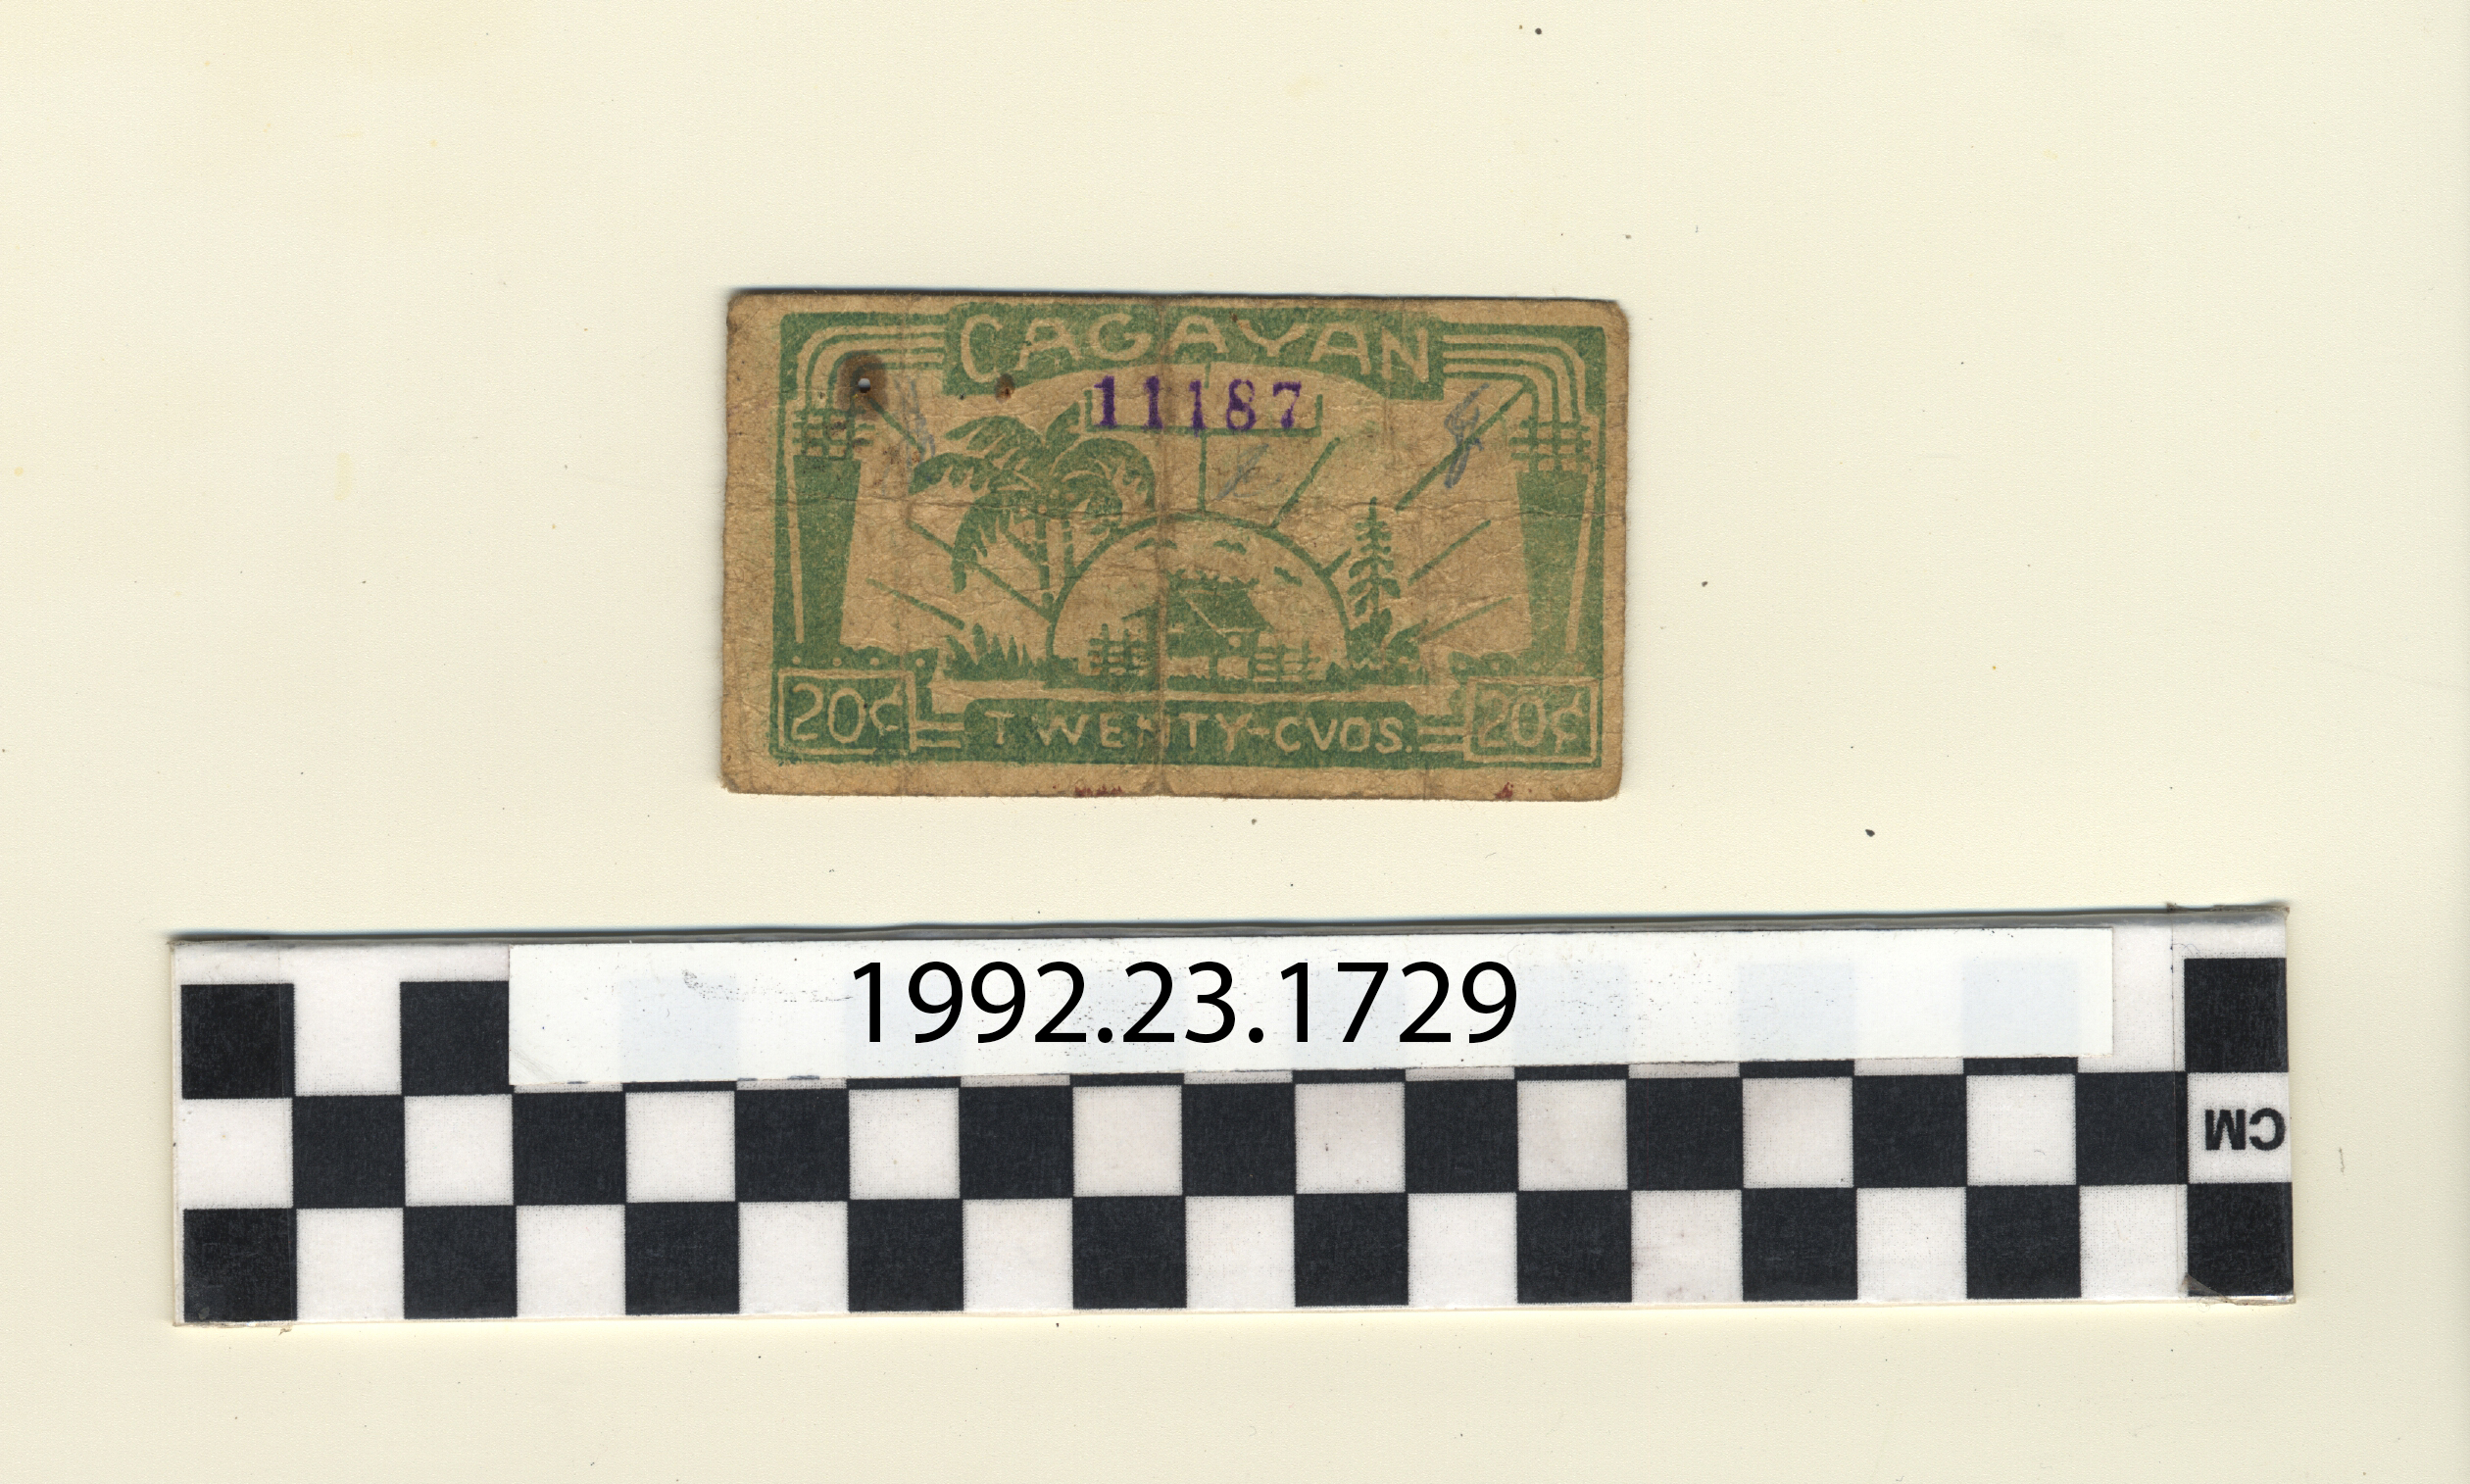 CAGAYAN
11187
20¢ TWENTY-CVOS. 20¢
1992.23.1729
CM